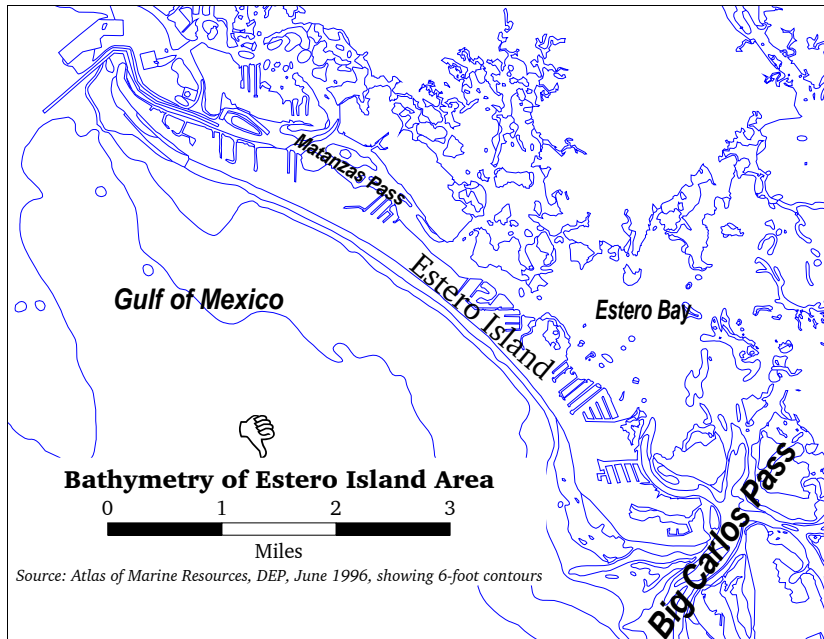 Matanzas Pass
Estero Island
Gulf of Mexico
Estero Bay
Big Carlos Pass
Bathymetry of Estero Island Area
0 1 2 3
Miles
Source: Atlas of Marine Resources, DEP, June 1996, showing 6-foot contours